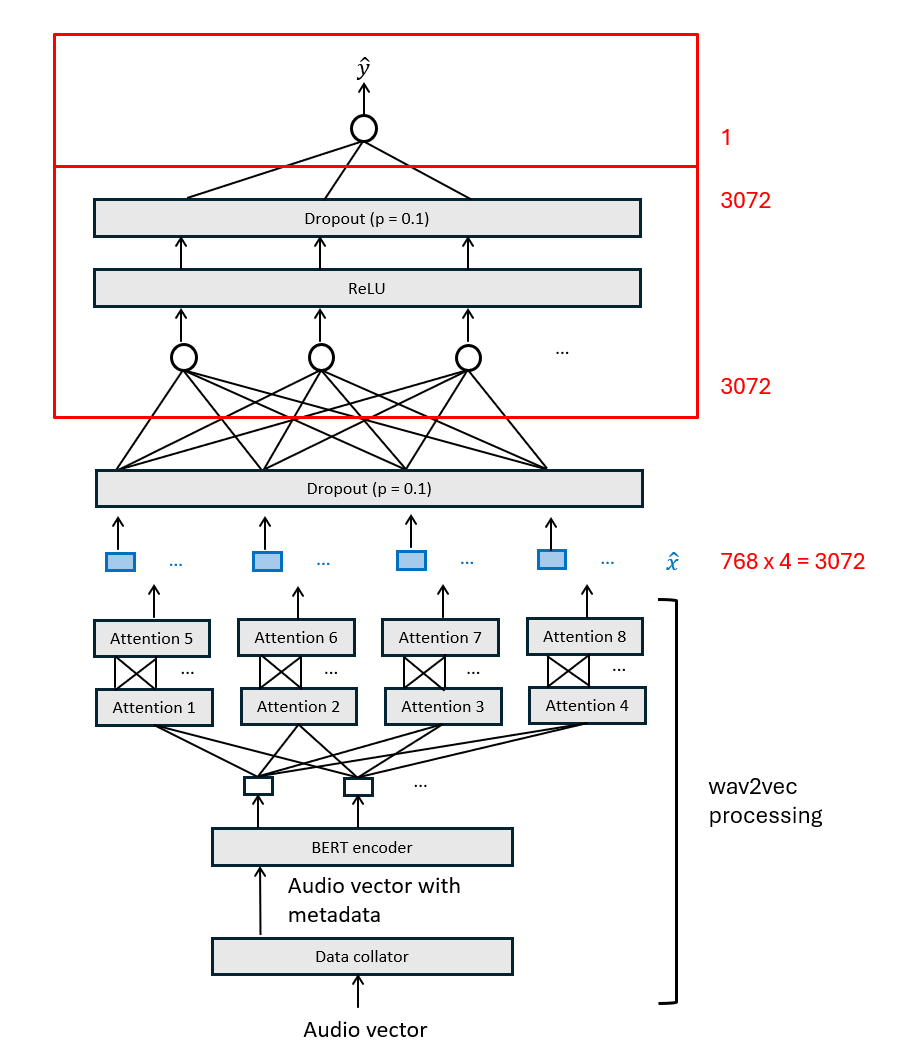 ŷ
1
3072
Dropout (p = 0.1)
ReLU
...
3072
Dropout (p = 0.1)
... ... ... ... x̂ 768 x 4 = 3072
Attention 5 Attention 6 Attention 7 Attention 8
... ... ... ...
Attention 1 Attention 2 Attention 3 Attention 4
...
wav2vec
processing
BERT encoder
Audio vector with
metadata
Data collator
Audio vector